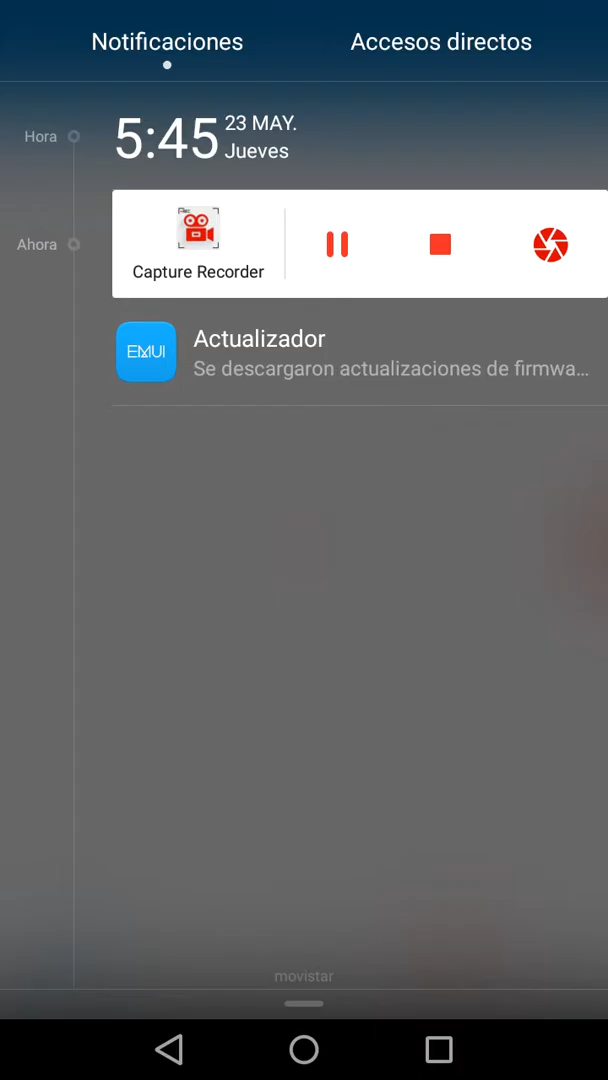 Notificaciones
Accesos directos
Hora
5:45
23 MAY.
Jueves
Ahora
Capture Recorder
EMUI
Actualizador
Se descargaron actualizaciones de firmwa...
movistar